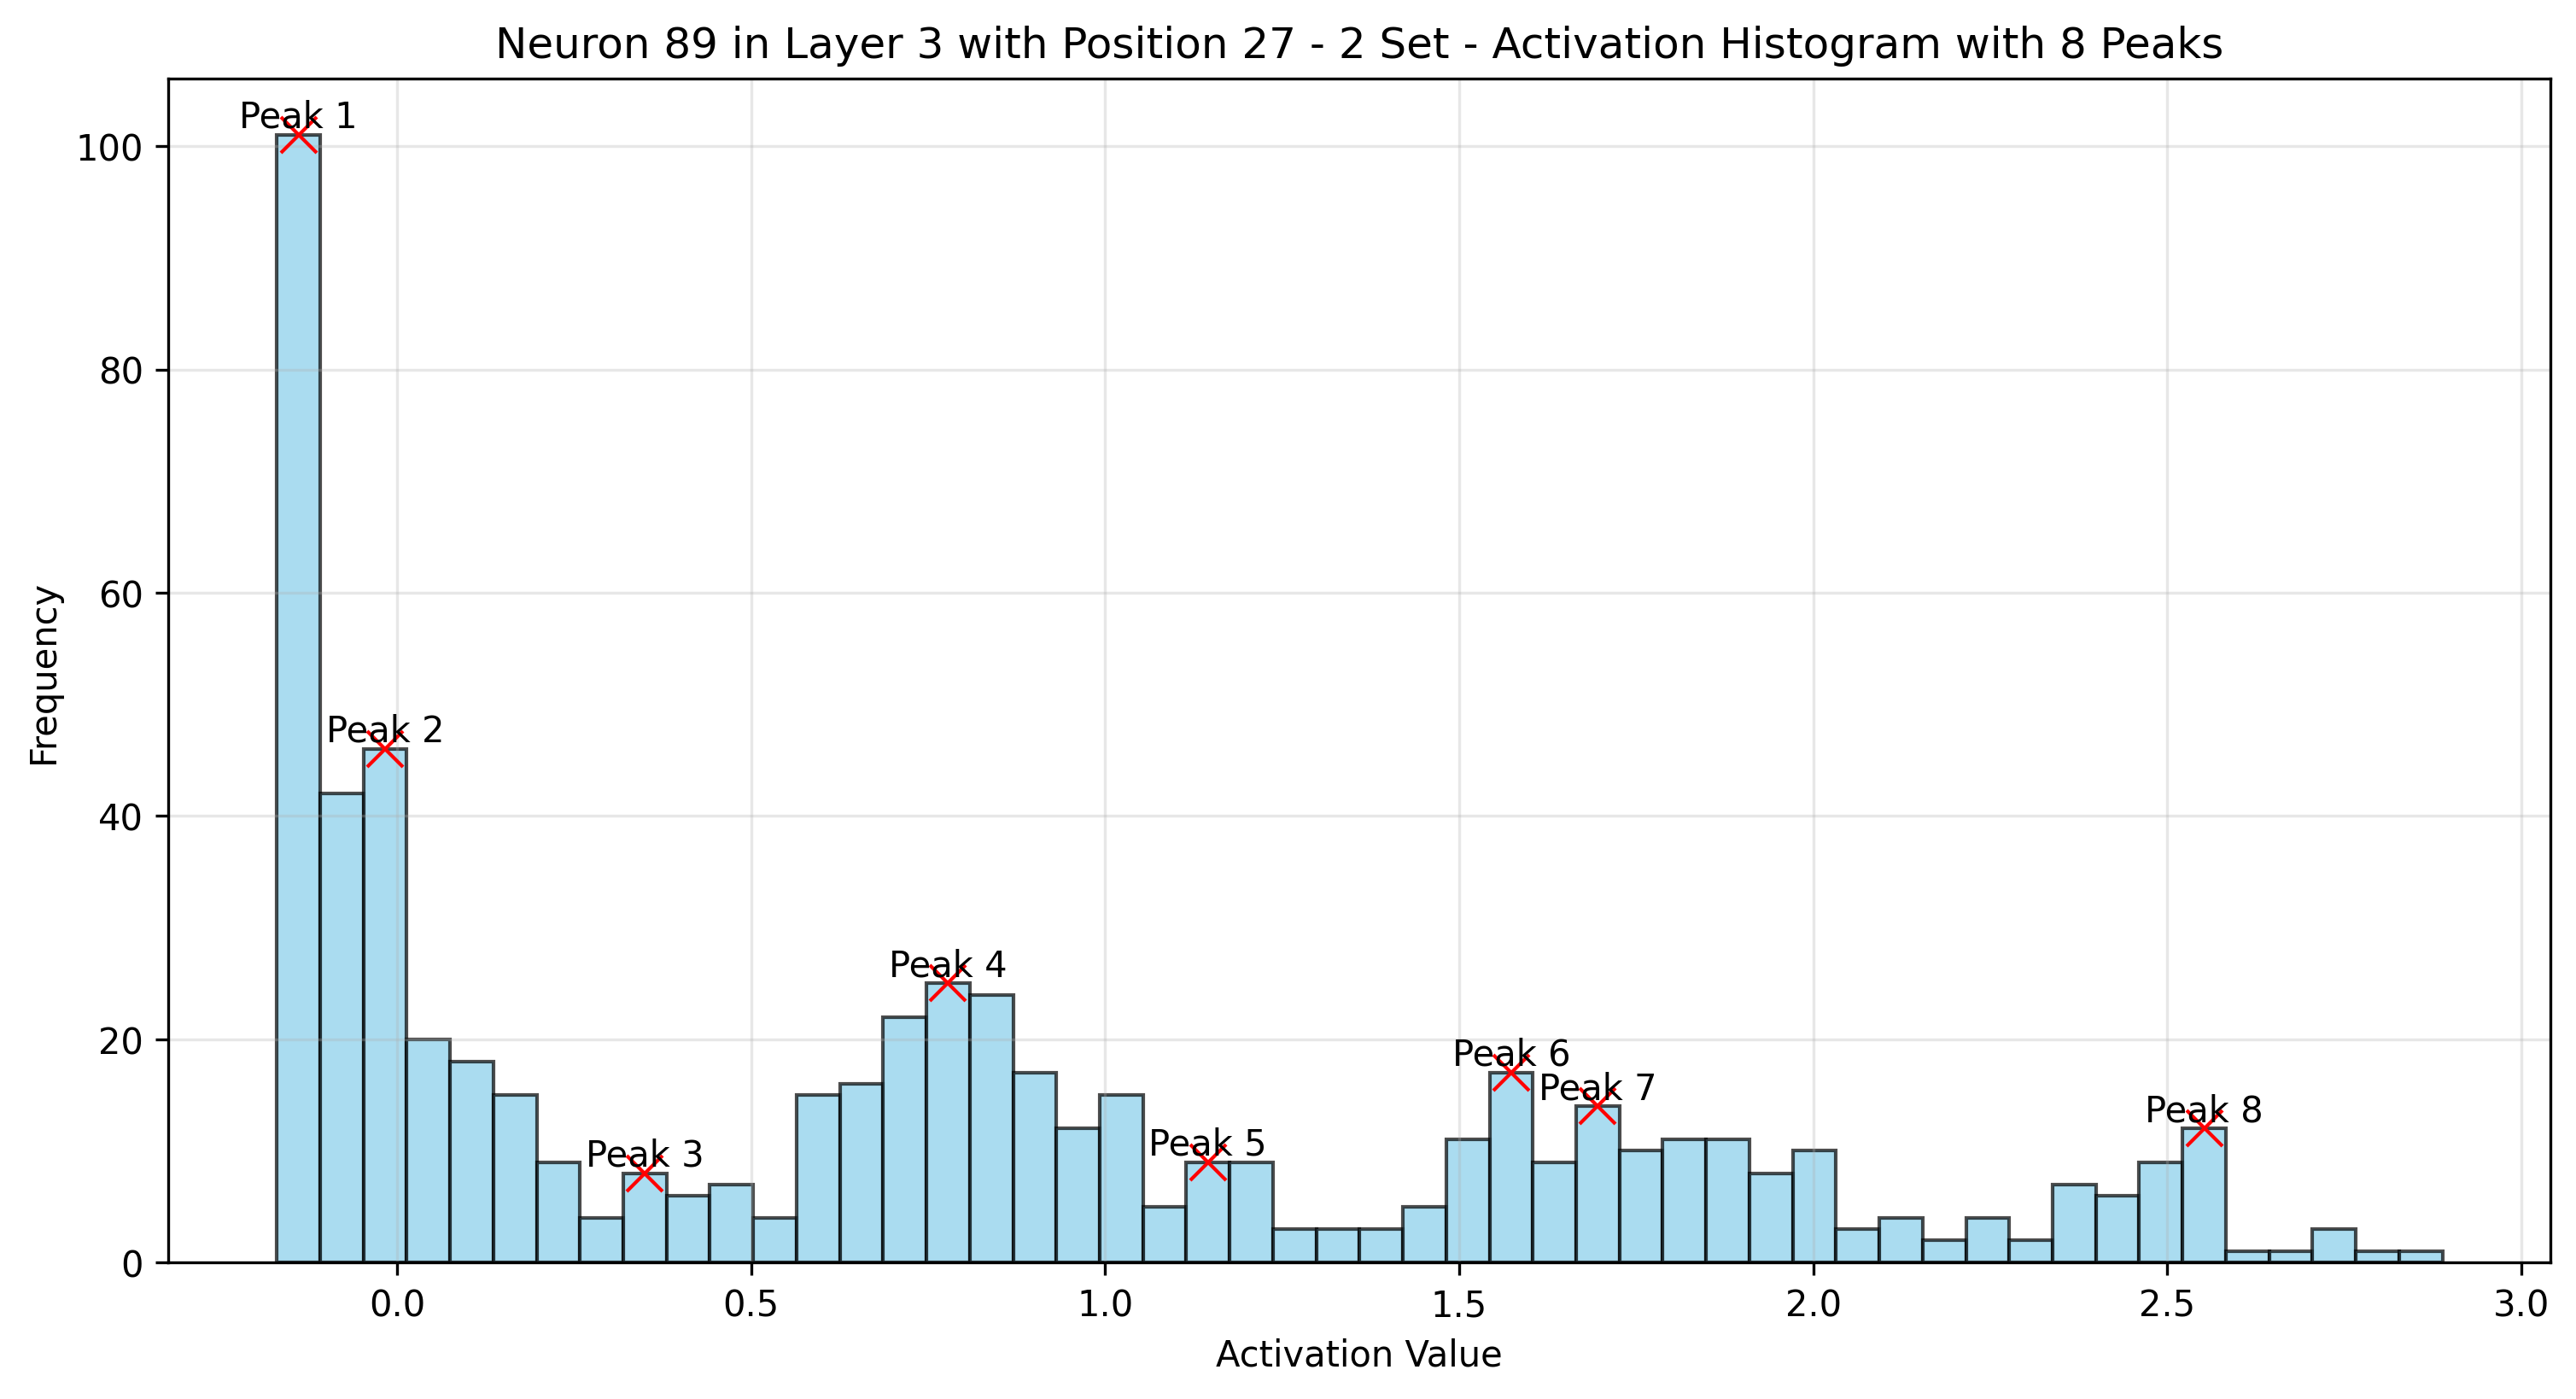 Neuron 89 in Layer 3 with Position 27 - 2 Set - Activation Histogram with 8 Peaks
Peak 1
100
80
Frequency
60
Peak 2
40
Peak 4
20
Peak 6
Peak 7
Peak 8
Peak 5
Peak 3
0
0.0 0.5 1.0 1.5 2.0 2.5 3.0
Activation Value